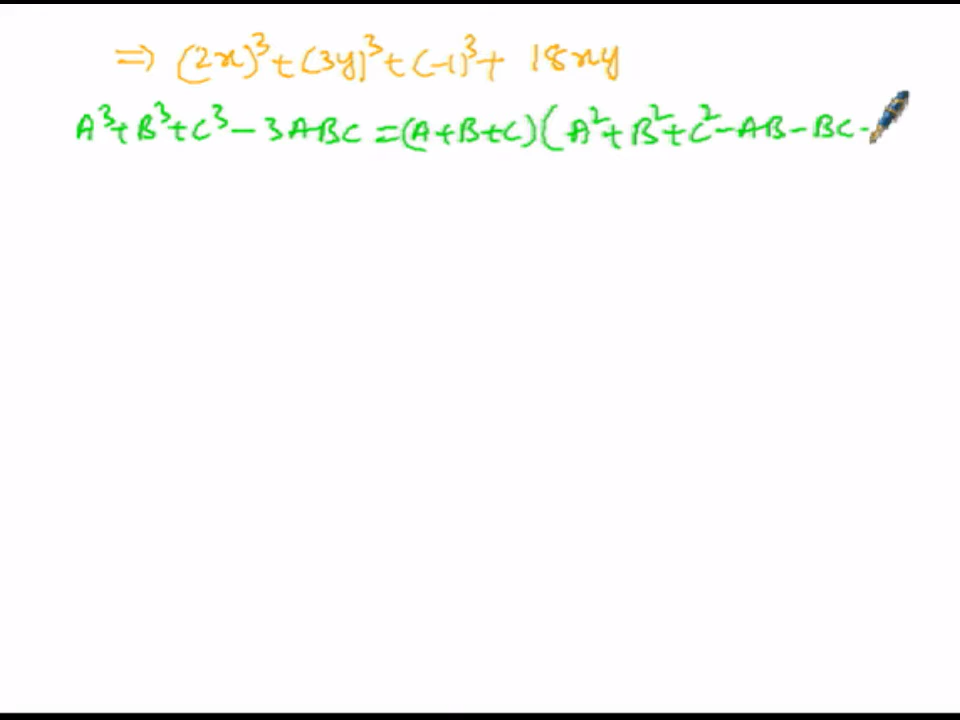 ⇒ (2x)³ + (3y)³ + (-1)³ + 18xy
A³ + B³ + C³ - 3ABC = (A+B+C)(A² + B² + C² - AB - BC -